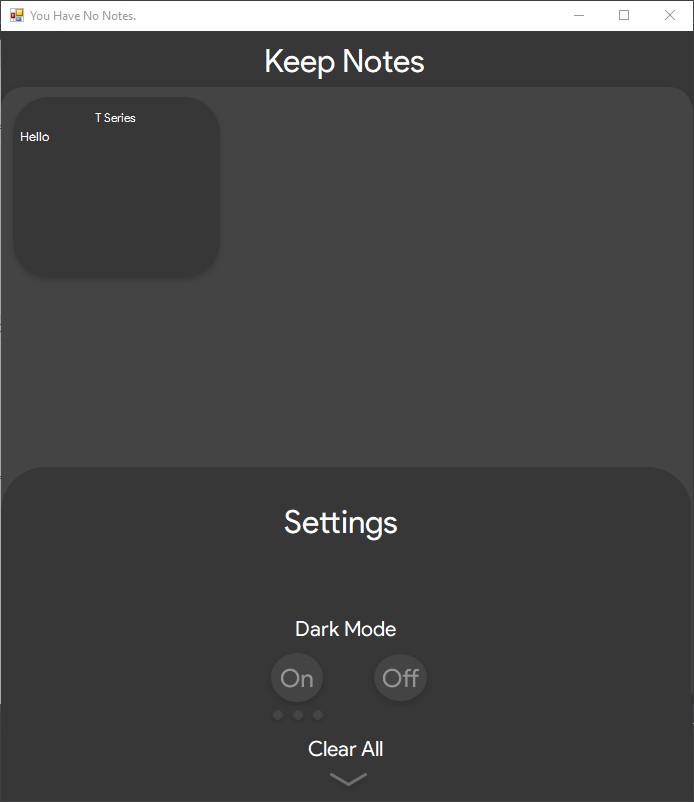 You Have No Notes.
Keep Notes
T Series
Hello
Settings
Dark Mode
On Off
Clear All